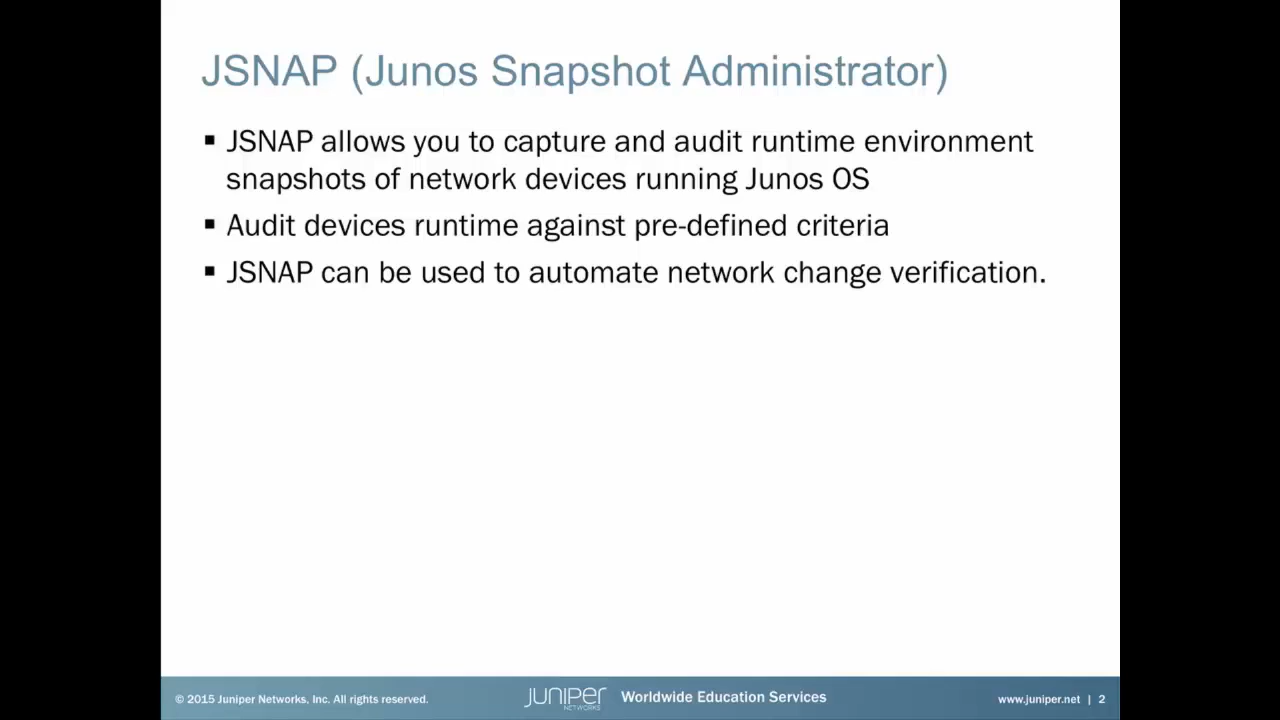 JSNAP (Junos Snapshot Administrator)
▪ JSNAP allows you to capture and audit runtime environment
snapshots of network devices running Junos OS
▪ Audit devices runtime against pre-defined criteria
▪ JSNAP can be used to automate network change verification.
© 2015 Juniper Networks, Inc. All rights reserved.
JUNIPER
NETWORKS
Worldwide Education Services
www.juniper.net | 2